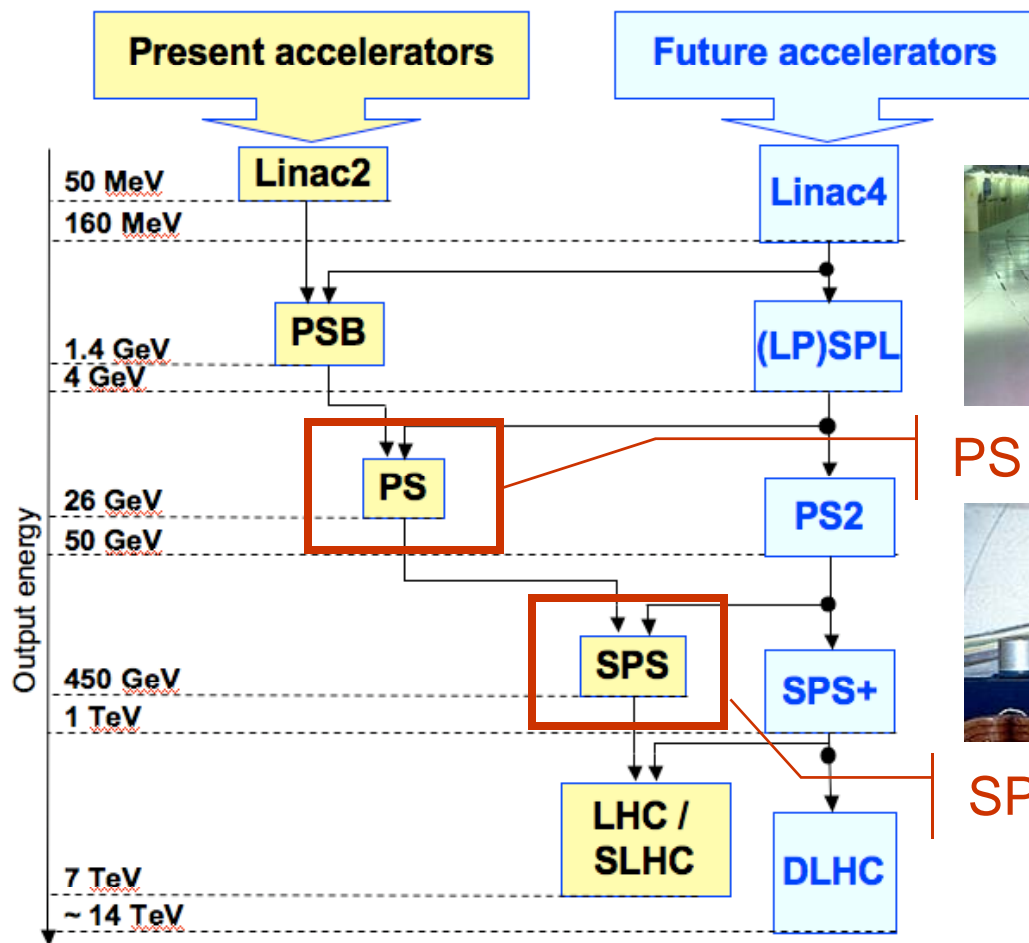 Present accelerators
Future accelerators
Linac2
50 MeV
Linac4
160 MeV
PSB
(LP)SPL
1.4 GeV
4 GeV
PS
PS
26 GeV
PS2
50 GeV
Output energy
SPS
450 GeV
SPS+
1 TeV
SP
LHC /
SLHC
DLHC
7 TeV
~ 14 TeV